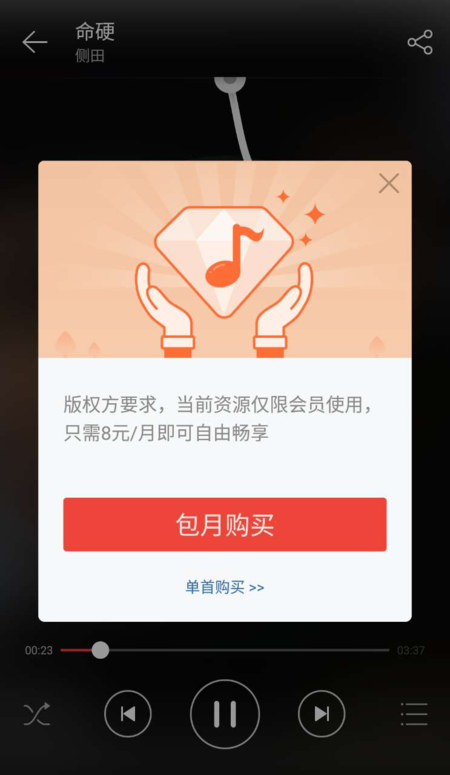 命硬
侧田
版权方要求，当前资源仅限会员使用，
只需8元/月即可自由畅享
包月购买
单首购买 >>
00:23
03:37